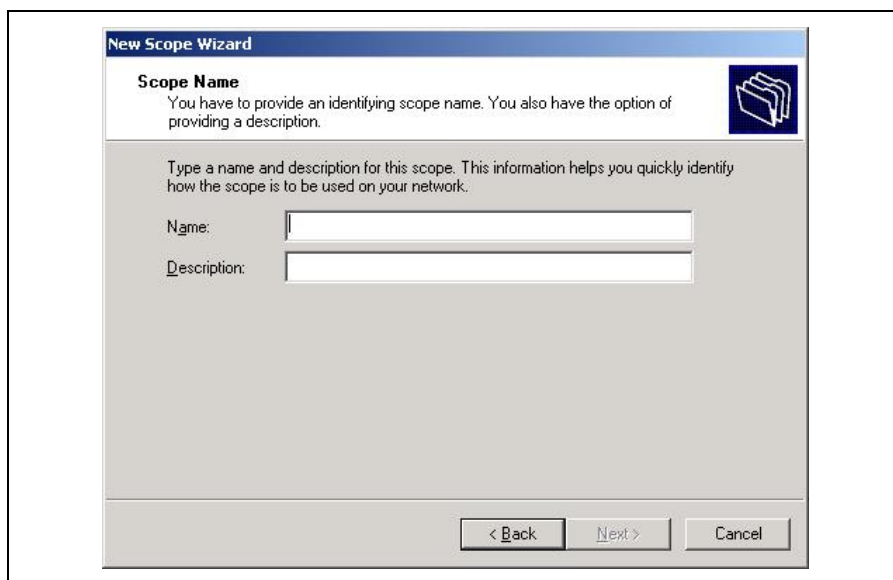 New Scope Wizard
Scope Name
You have to provide an identifying scope name. You also have the option of
providing a description.
Type a name and description for this scope. This information helps you quickly identify
how the scope is to be used on your network.
Name:
Description:
< Back Next > Cancel